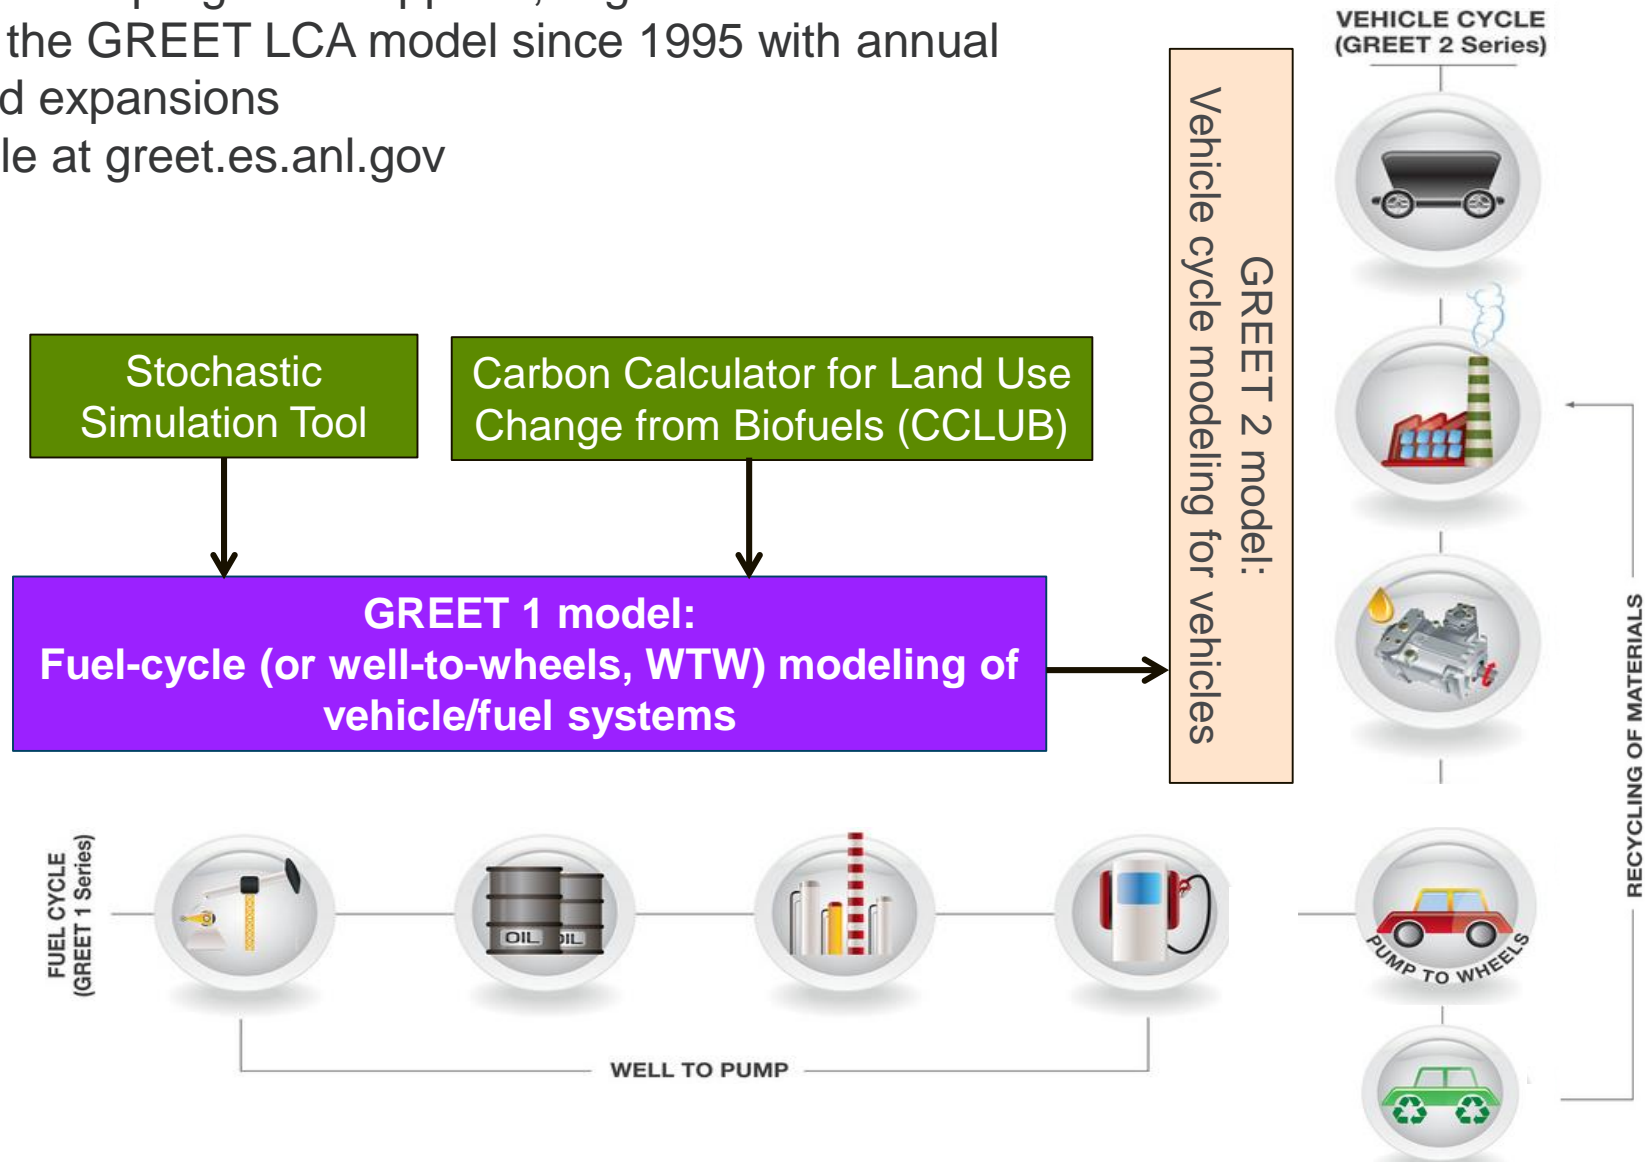 the GREET LCA model since 1995 with annual
d expansions
le at greet.es.anl.gov
VEHICLE CYCLE
(GREET 2 Series)
GREET 2 model:
Vehicle cycle modeling for vehicles
Stochastic
Simulation Tool
Carbon Calculator for Land Use
Change from Biofuels (CCLUB)
GREET 1 model:
Fuel-cycle (or well-to-wheels, WTW) modeling of
vehicle/fuel systems
RECYCLING OF MATERIALS
FUEL CYCLE
(GREET 1 Series)
OIL
OIL
PUMP TO WHEELS
WELL TO PUMP